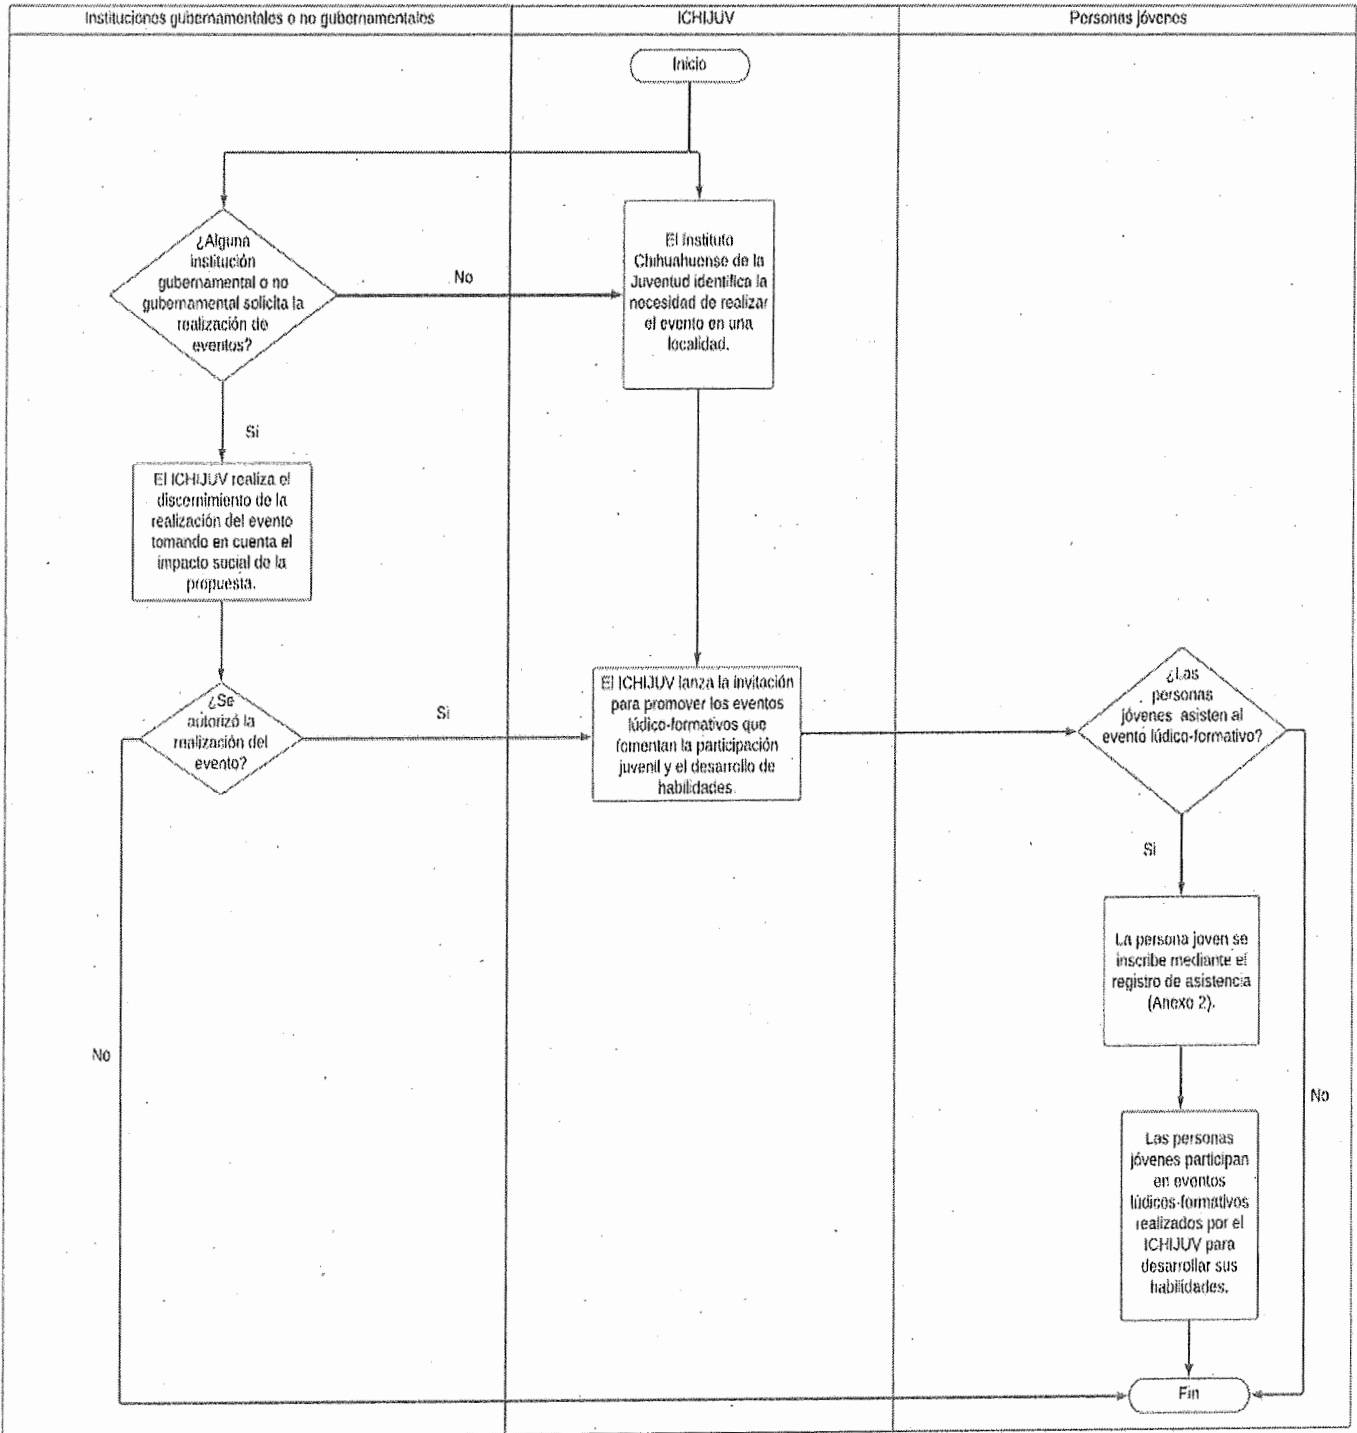 Instituciones gubernamentales o no gubernamentales
ICHIJUV
Personas jóvenes
Inicio
¿Alguna
institución
gubernamental o no
gubernamental solicita la
realización de
eventos?
No
El Instituto
Chihuahuense de la
Juventud identifica la
necesidad de realizar
el evento en una
localidad.
Si
El ICHIJUV realiza el
discernimiento de la
realización del evento
tomando en cuenta el
impacto social de la
propuesta.
¿Se
autorizó la
realización del
evento?
Si
El ICHIJUV lanza la invitación
para promover los eventos
lúdico-formativos que
fomentan la participación
juvenil y el desarrollo de
habilidades.
¿Las
personas
jóvenes asisten al
evento lúdico-formativo?
Si
La persona joven se
inscribe mediante el
registro de asistencia
(Anexo 2).
No
No
Las personas
jóvenes participan
en eventos
lúdicos-formativos
realizados por el
ICHIJUV para
desarrollar sus
habilidades.
Fin